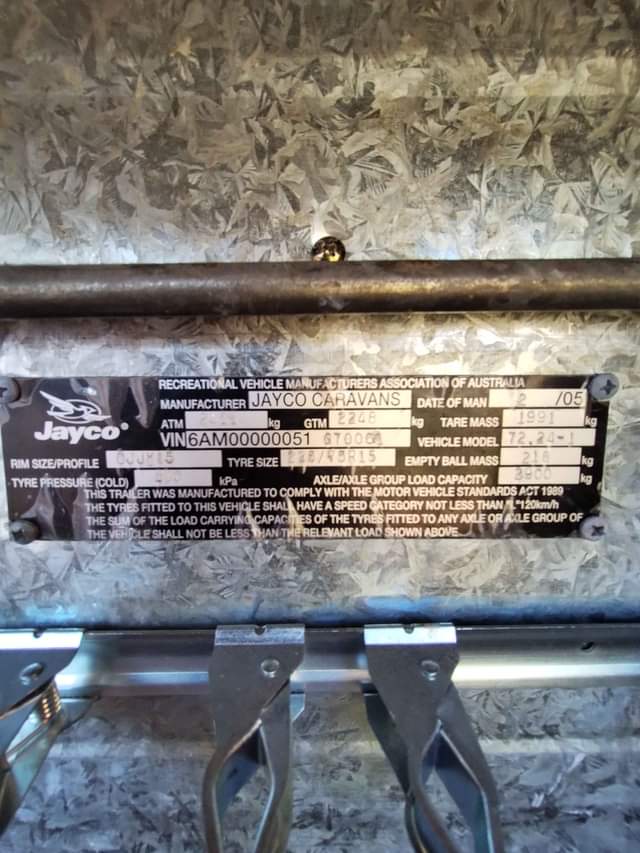 RECREATIONAL VEHICLE MANUFACTURERS ASSOCIATION OF AUSTRALIA
MANUFACTURER JAYCO CARAVANS DATE OF MAN 2 /05
Jayco
ATM kg GTM 2246 kg TARE MASS 1991 kg
VIN 6AM00000051 VEHICLE MODEL 72.24-1
RIM SIZE/PROFILE TYRE SIZE EMPTY BALL MASS kg
TYRE PRESSURE (COLD) kPa AXLE/AXLE GROUP LOAD CAPACITY kg
THIS TRAILER WAS MANUFACTURED TO COMPLY WITH THE MOTOR VEHICLE STANDARDS ACT 1989
THE TYRES FITTED TO THIS VEHICLE SHALL HAVE A SPEED CATEGORY NOT LESS THAN "L"120km/h
THE SUM OF THE LOAD CARRYING CAPACITIES OF THE TYRES FITTED TO ANY AXLE OR AXLE GROUP OF
THE VEHICLE SHALL NOT BE LESS THAN THE RELEVANT LOAD SHOWN ABOVE